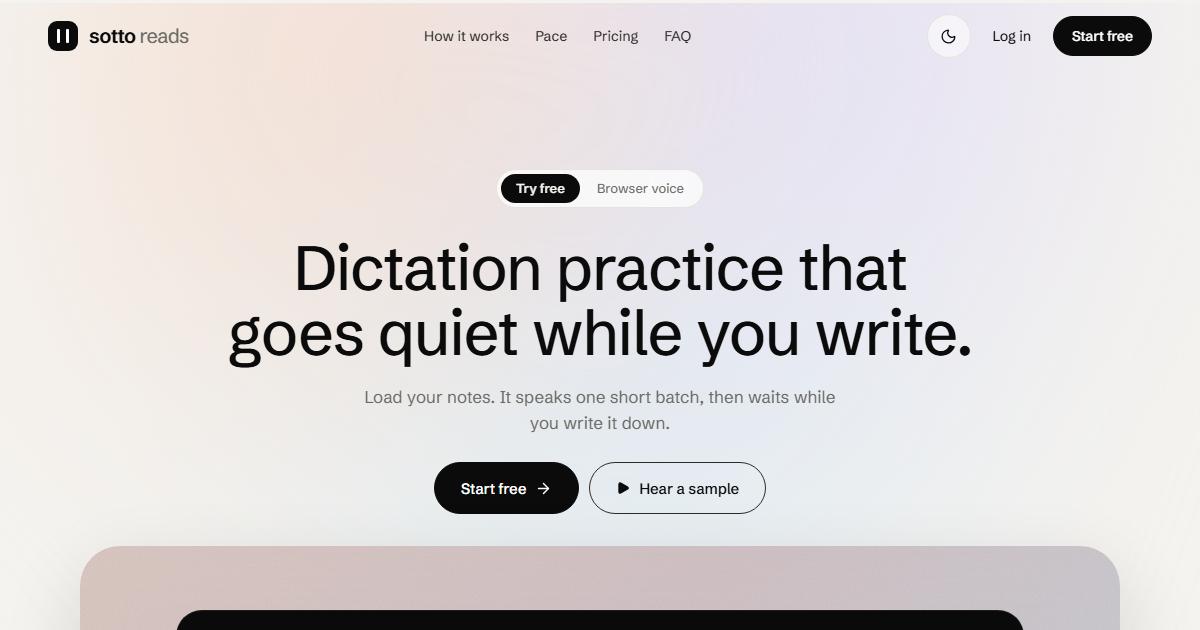 sotto reads
How it works
Pace
Pricing
FAQ
Log in
Start free
Try free
Browser voice
Dictation practice that
goes quiet while you write.
Load your notes. It speaks one short batch, then waits while
you write it down.
Start free
Hear a sample